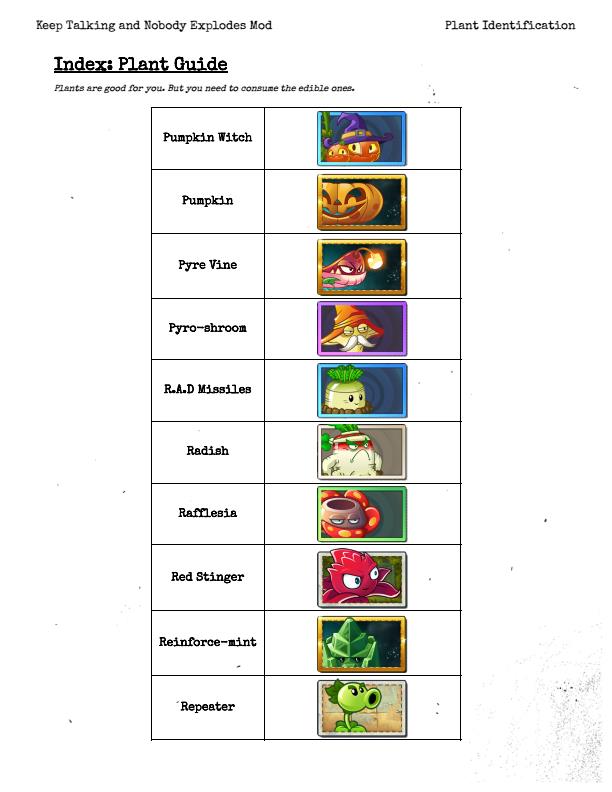 Keep Talking and Nobody Explodes Mod
Plant Identification
Index: Plant Guide
Plants are good for you. But you need to consume the edible ones.
Pumpkin Witch
Pumpkin
Pyre Vine
Pyro-shroom
R.A.D Missiles
Radish
Rafflesia
Red Stinger
Reinforce-mint
Repeater